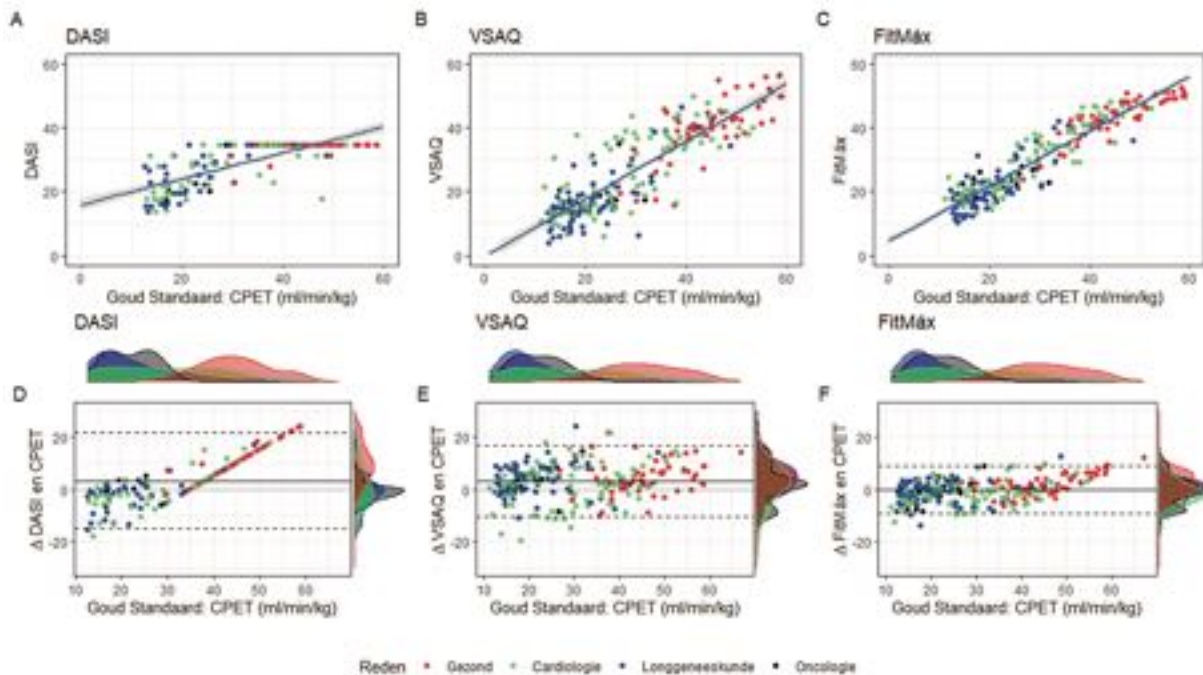 A
DASI
60
40
20
0
DASI
0 20 40 60
Goud Standaard: CPET (ml/min/kg)
B
VSAQ
60
40
20
0
VSAQ
0 20 40 60
Goud Standaard: CPET (ml/min/kg)
C
FitMáx
60
40
20
0
FitMáx
0 20 40 60
Goud Standaard: CPET (ml/min/kg)
D
DASI
20
0
-20
Δ DASI en CPET
10 20 30 40 50 60
Goud Standaard: CPET (ml/min/kg)
E
VSAQ
20
0
-20
Δ VSAQ en CPET
10 20 30 40 50 60
Goud Standaard: CPET (ml/min/kg)
F
FitMáx
20
0
-20
Δ FitMáx en CPET
10 20 30 40 50 60
Goud Standaard: CPET (ml/min/kg)
Reden Gezond Cardiologie Longgeneeskunde Oncologie